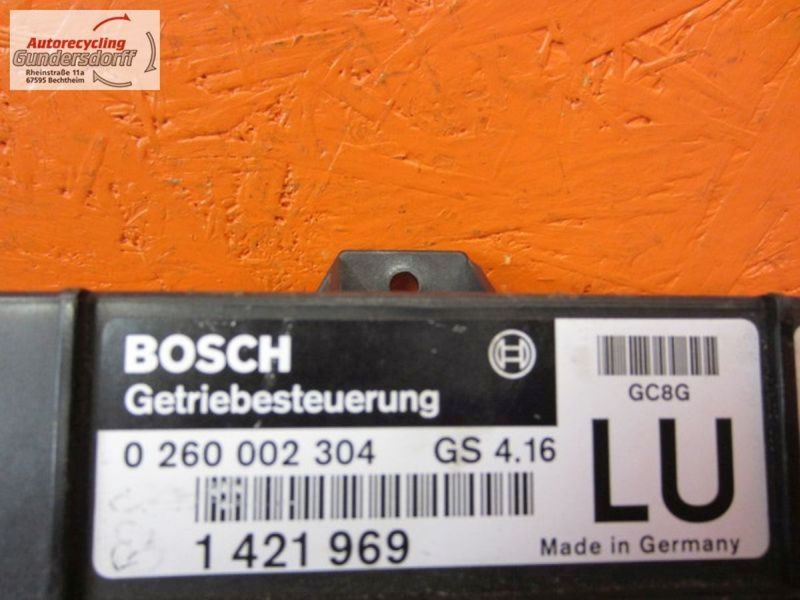 Autorecycling
Gundersdorff
Rheinstraße 11a
67595 Bechtheim
BOSCH
Getriebesteuerung
0 260 002 304 GS 4.16
1 421 969
GC8G
LU
Made in Germany